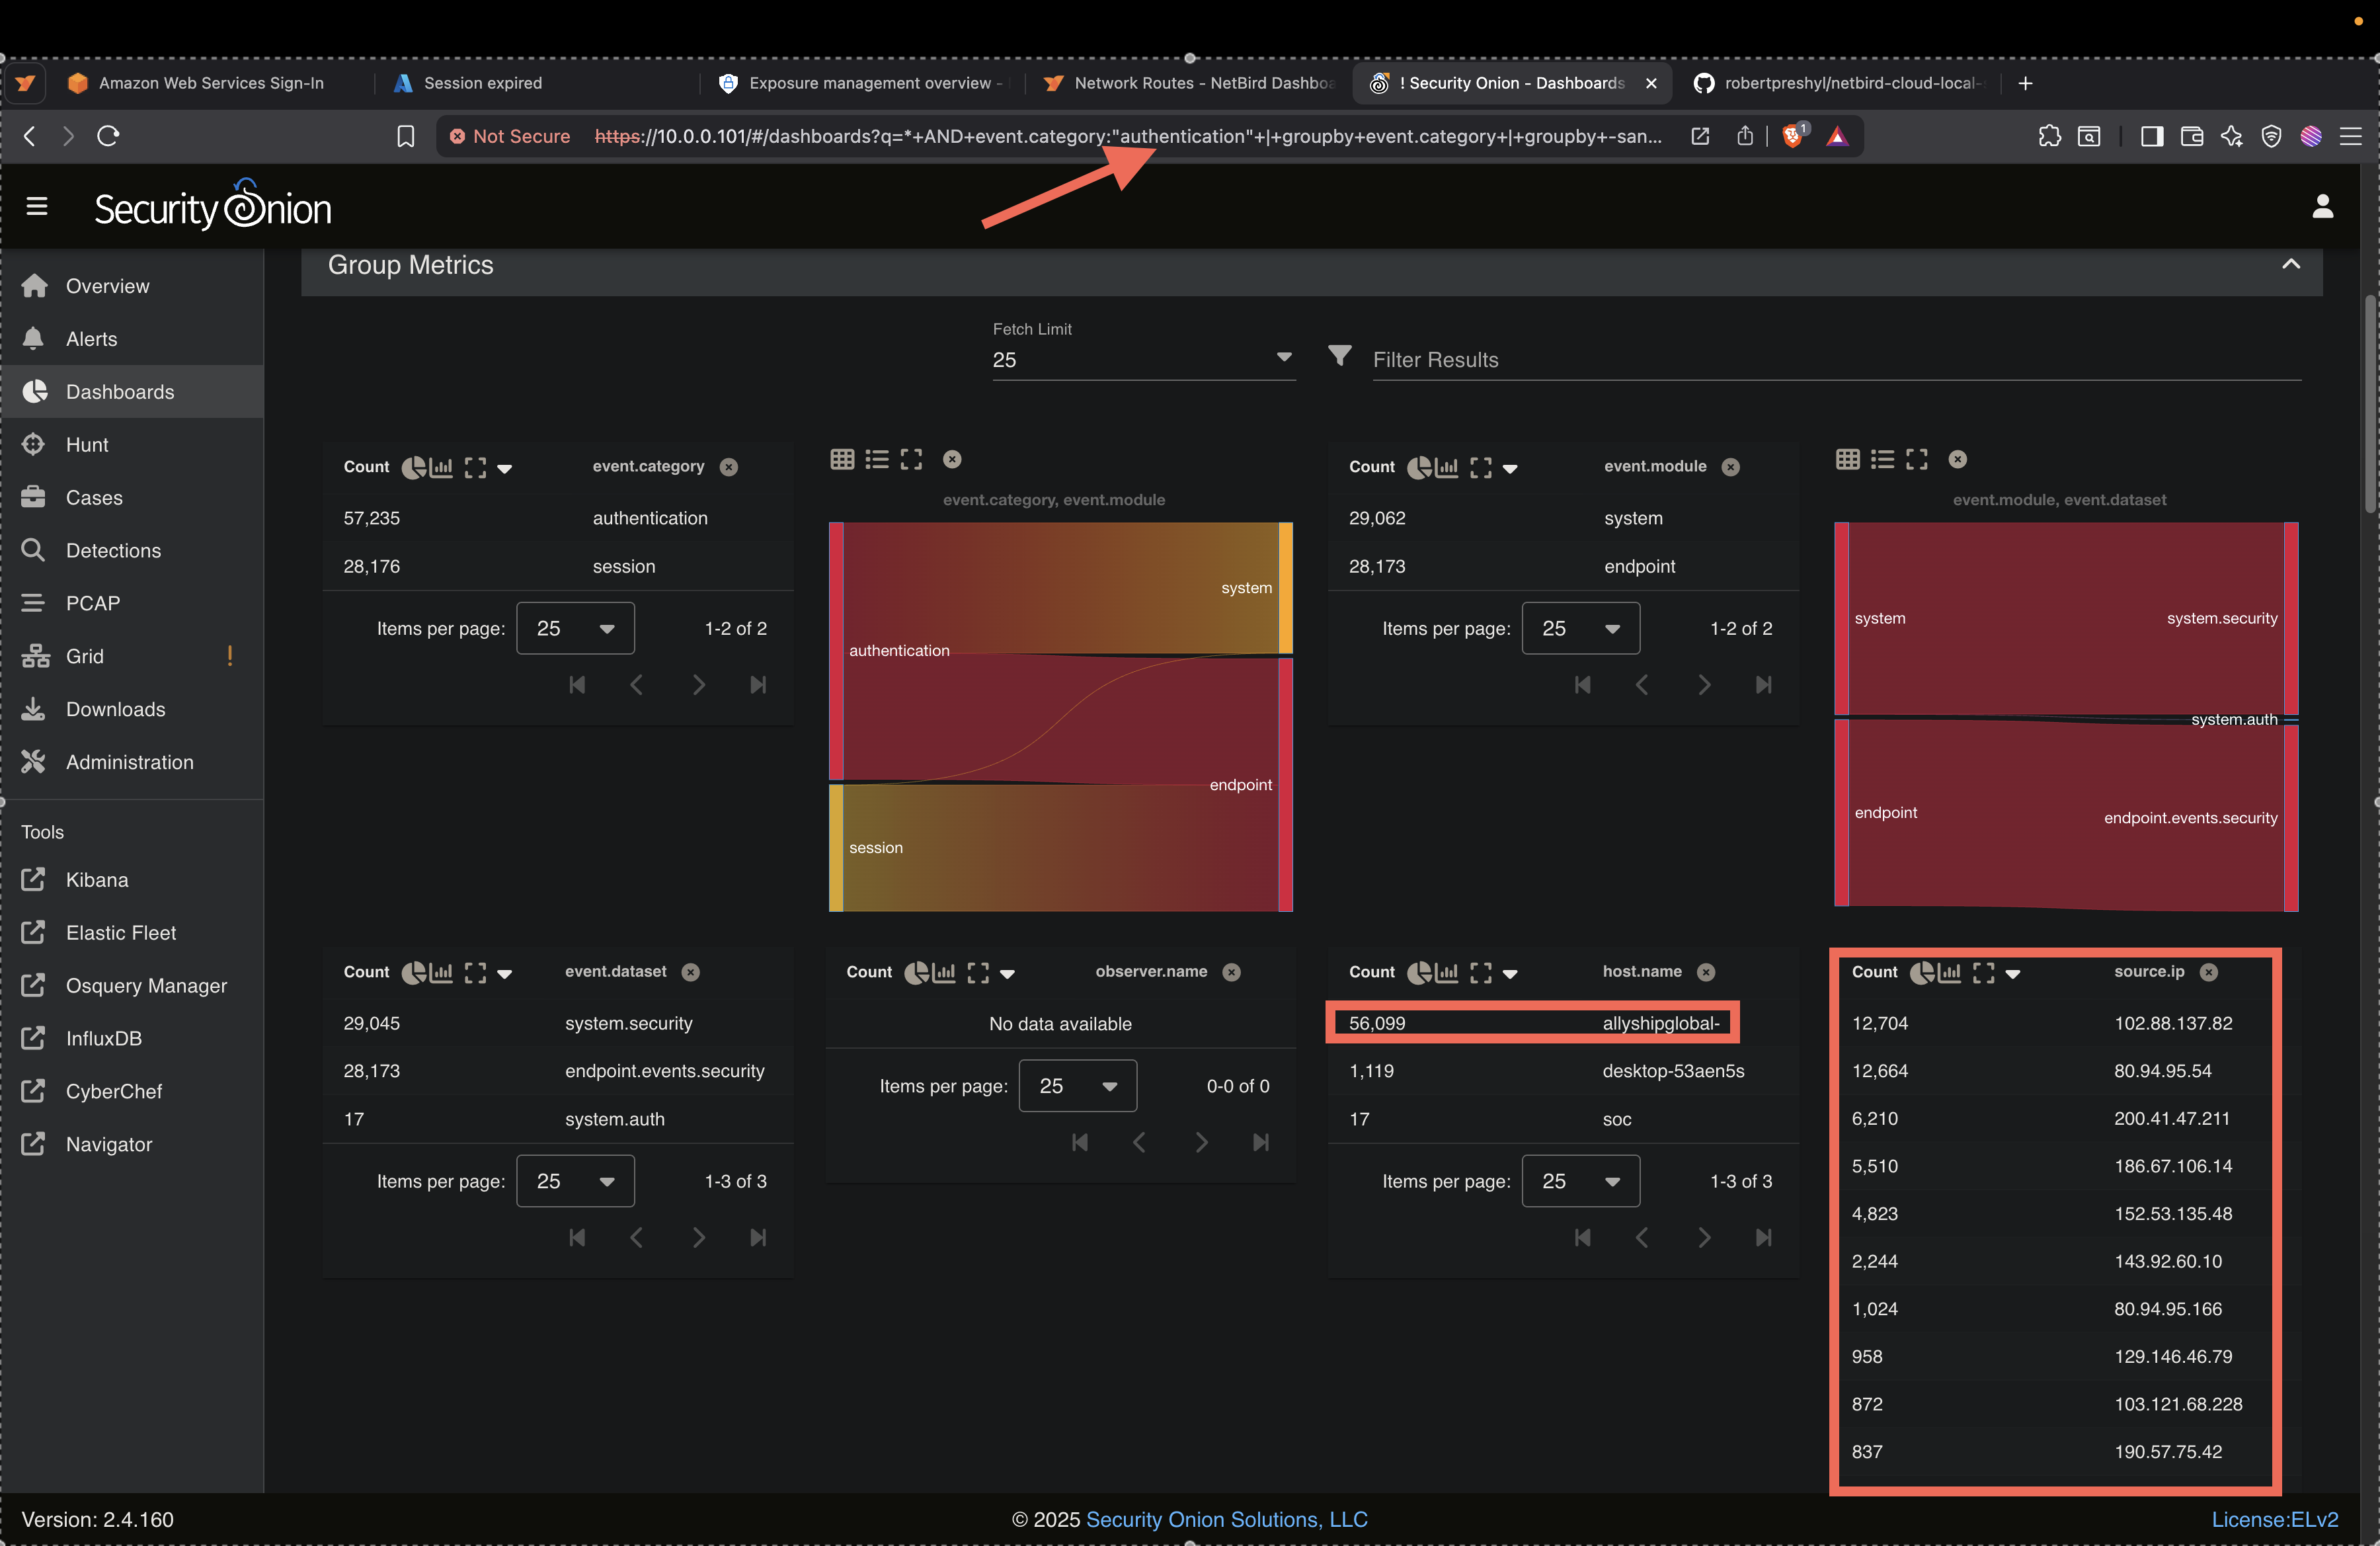 Amazon Web Services Sign-In
Session expired
Exposure management overview -
Network Routes - NetBird Dashboa
! Security Onion - Dashboards
robertpreshyl/netbird-cloud-local-
Not Secure https://10.0.0.101/#/dashboards?q=*+AND+event.category:"authentication"+|+groupby+event.category+|+groupby+-san...
1
Security Onion
Overview
Alerts
Dashboards
Hunt
Cases
Detections
PCAP
Grid !
Downloads
Administration
Tools
Kibana
Elastic Fleet
Osquery Manager
InfluxDB
CyberChef
Navigator
Group Metrics
Fetch Limit
25
Filter Results
Count event.category
57,235 authentication
28,176 session
Items per page: 25 1-2 of 2
event.category, event.module
system
authentication
endpoint
session
Count event.module
29,062 system
28,173 endpoint
Items per page: 25 1-2 of 2
event.module, event.dataset
system system.security
system.auth
endpoint endpoint.events.security
Count event.dataset
29,045 system.security
28,173 endpoint.events.security
17 system.auth
Items per page: 25 1-3 of 3
Count observer.name
No data available
Items per page: 25 0-0 of 0
Count host.name
56,099 allyshipglobal-
1,119 desktop-53aen5s
17 soc
Items per page: 25 1-3 of 3
Count source.ip
12,704 102.88.137.82
12,664 80.94.95.54
6,210 200.41.47.211
5,510 186.67.106.14
4,823 152.53.135.48
2,244 143.92.60.10
1,024 80.94.95.166
958 129.146.46.79
872 103.121.68.228
837 190.57.75.42
Version: 2.4.160
© 2025 Security Onion Solutions, LLC
License:ELv2